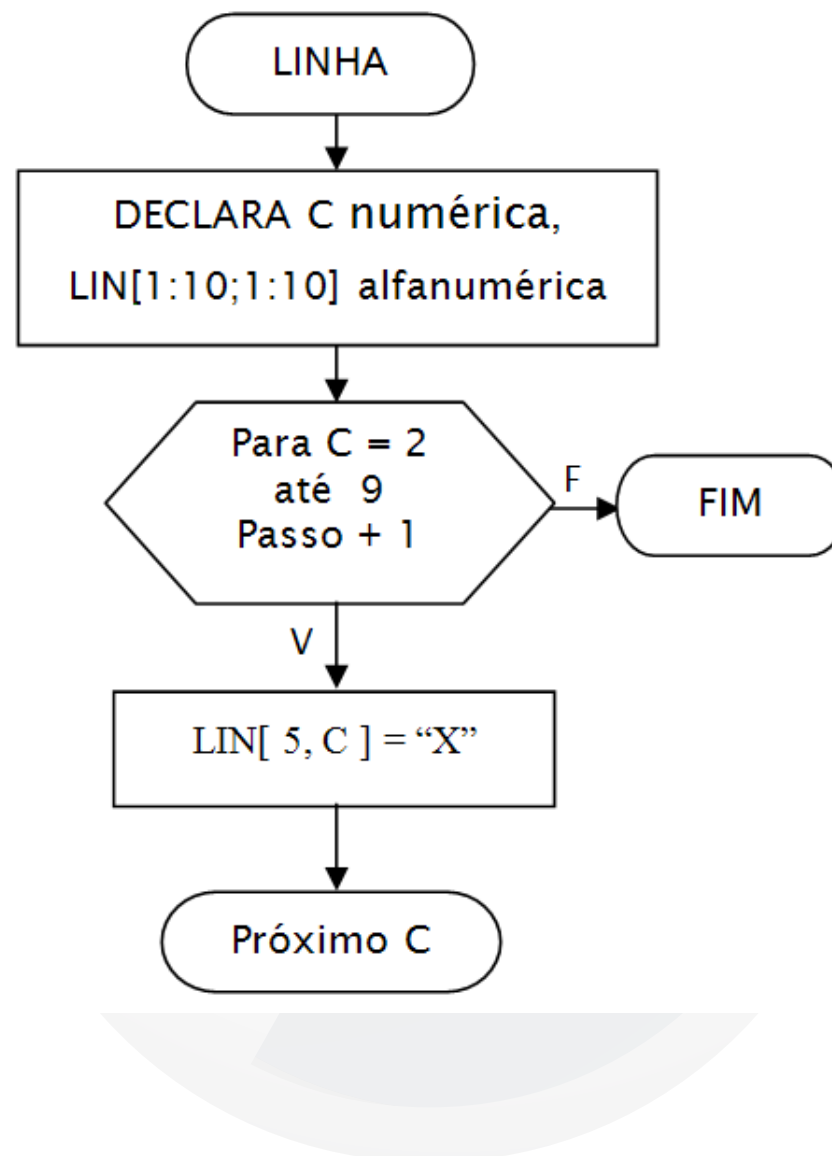 LINHA
DECLARA C numérica,
LIN[1:10;1:10] alfanumérica
Para C = 2
até 9
Passo + 1
F
FIM
V
LIN[ 5, C ] = “X”
Próximo C